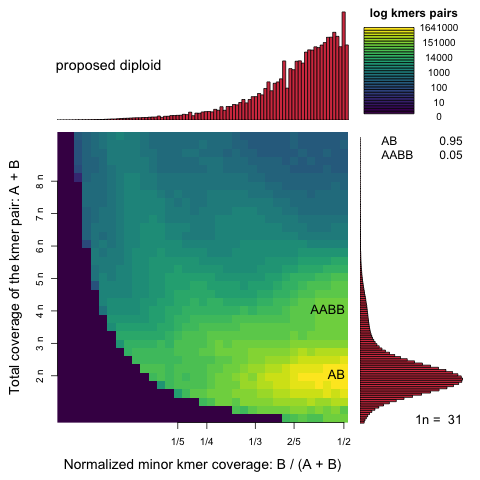 log kmers pairs
1641000
151000
14000
1000
100
10
0
proposed diploid
AB 0.95
AABB 0.05
Total coverage of the kmer pair: A + B
8 n
6 n
5 n
4 n
3 n
2 n
AABB
AB
1n = 31
1/5 1/4 1/3 2/5 1/2
Normalized minor kmer coverage: B / (A + B)